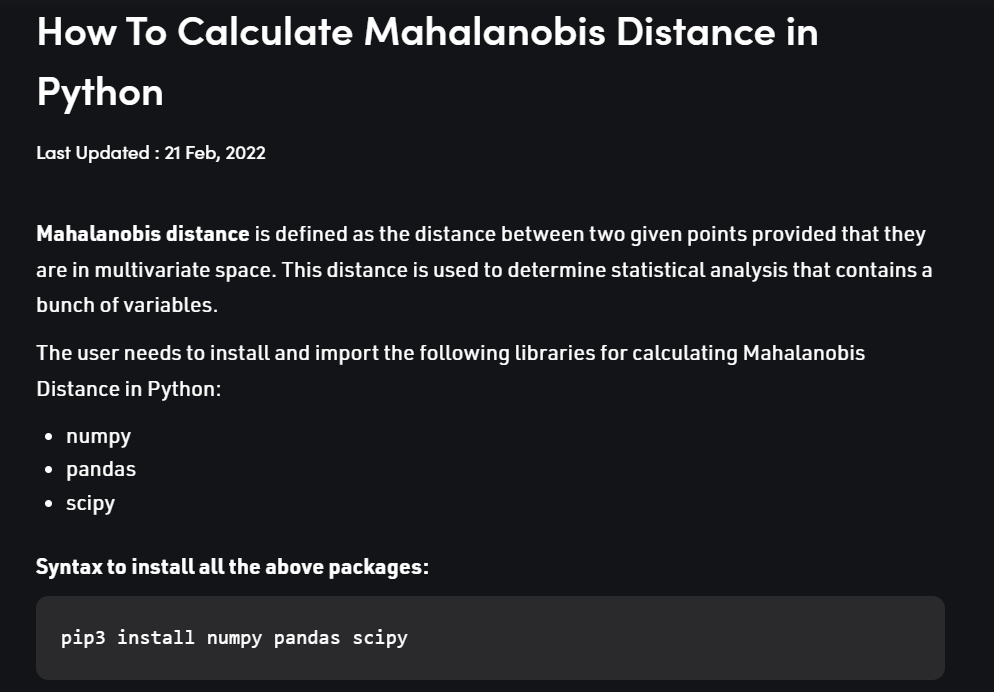 How To Calculate Mahalanobis Distance in
Python
Last Updated : 21 Feb, 2022
Mahalanobis distance is defined as the distance between two given points provided that they
are in multivariate space. This distance is used to determine statistical analysis that contains a
bunch of variables.
The user needs to install and import the following libraries for calculating Mahalanobis
Distance in Python:
• numpy
• pandas
• scipy
Syntax to install all the above packages:
pip3 install numpy pandas scipy